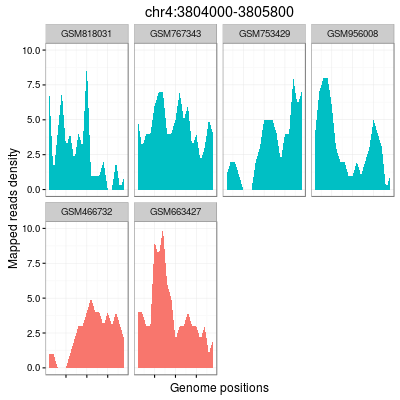 chr4:3804000-3805800
GSM818031 GSM767343 GSM753429 GSM956008
10.0
7.5
5.0
2.5
0.0
Mapped reads density
GSM466732 GSM663427
10.0
7.5
5.0
2.5
0.0
Genome positions